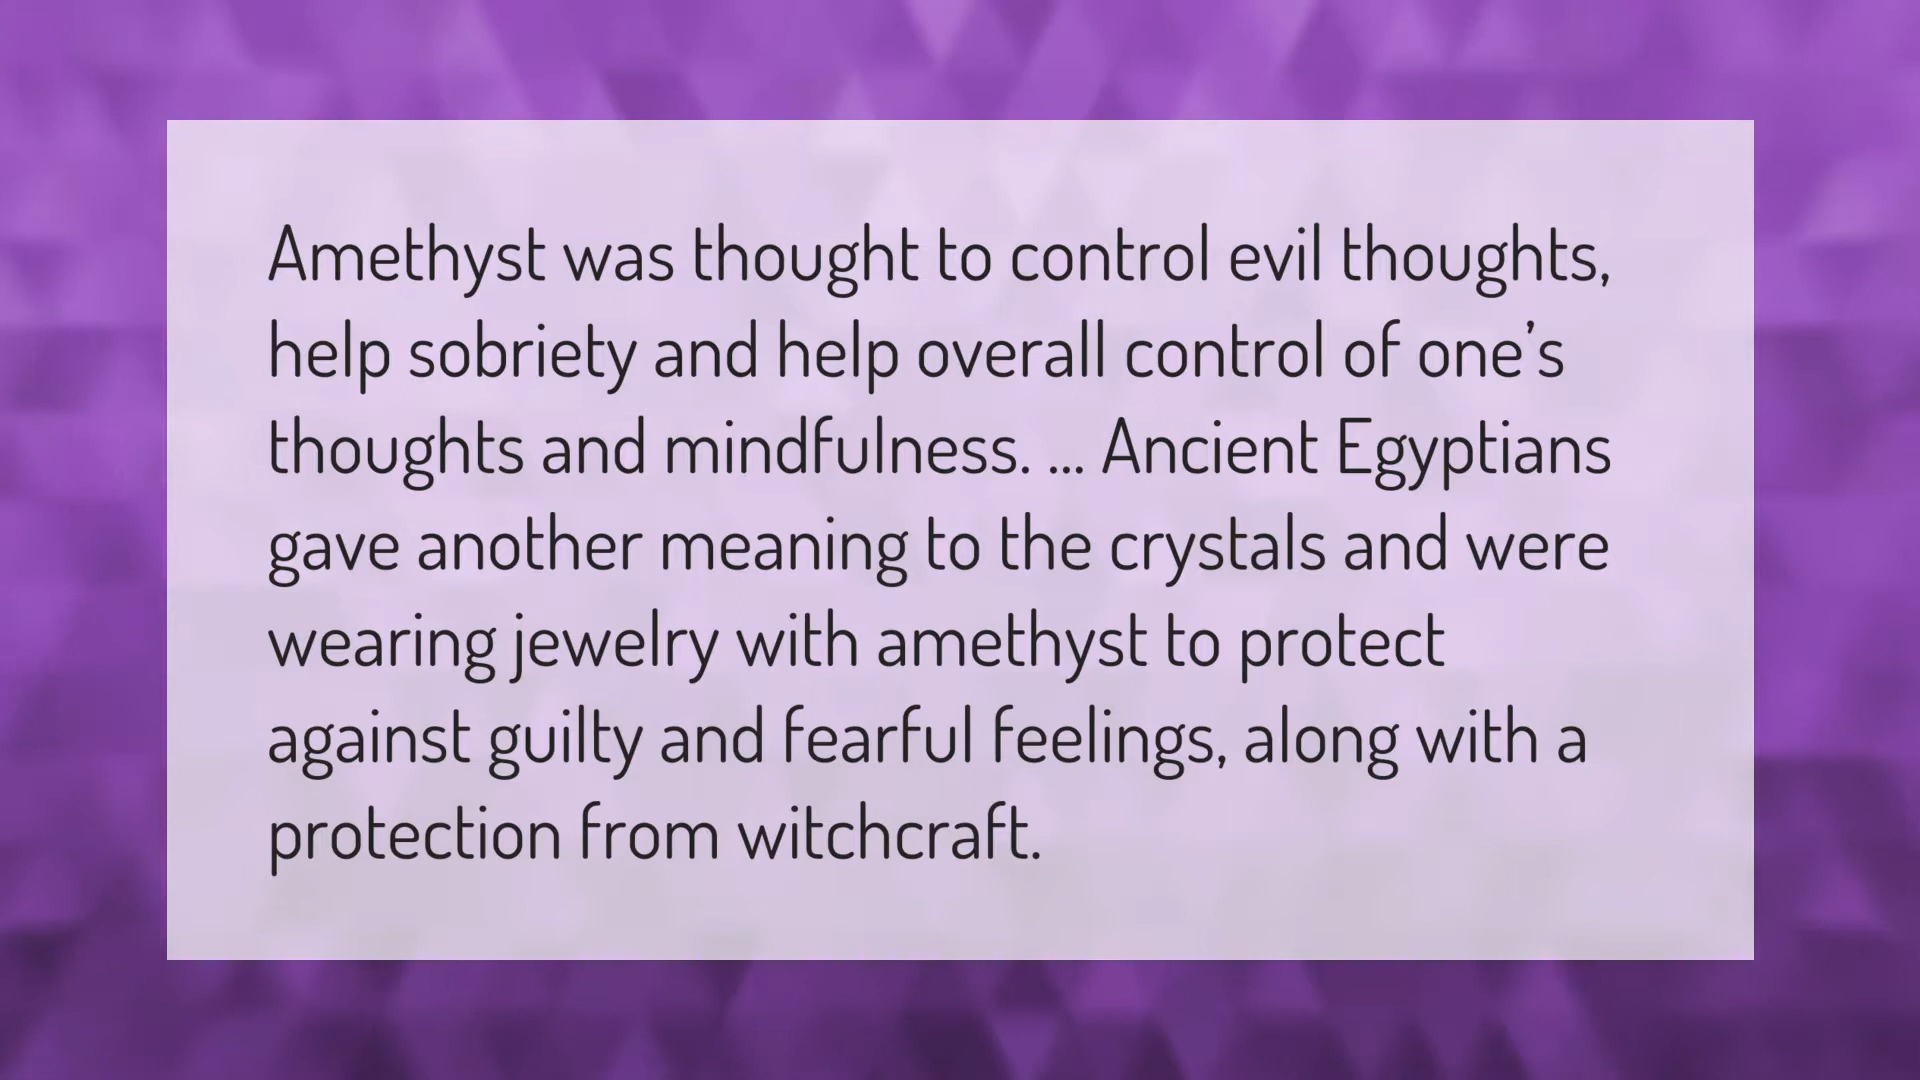 Amethyst was thought to control evil thoughts,
help sobriety and help overall control of one’s
thoughts and mindfulness. ... Ancient Egyptians
gave another meaning to the crystals and were
wearing jewelry with amethyst to protect
against guilty and fearful feelings, along with a
protection from witchcraft.